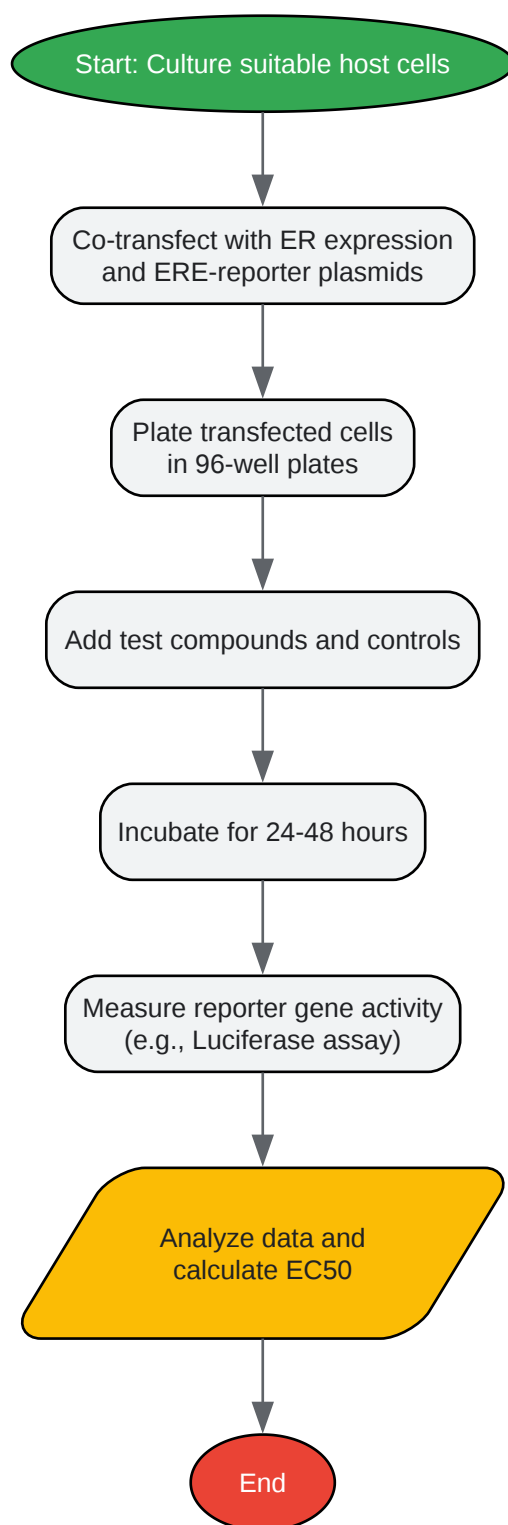 Start: Culture suitable host cells
Co-transfect with ER expression
and ERE-reporter plasmids
Plate transfected cells
in 96-well plates
Add test compounds and controls
Incubate for 24-48 hours
Measure reporter gene activity
(e.g., Luciferase assay)
Analyze data and
calculate EC50
End